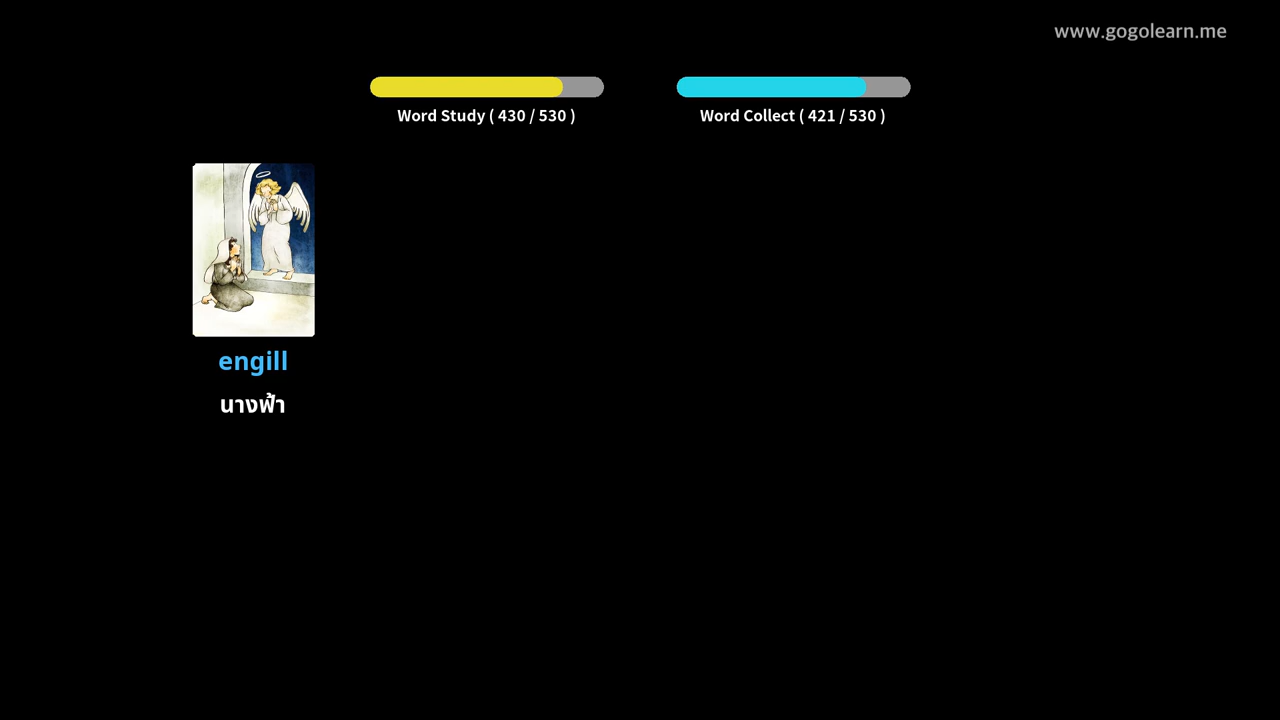 www.gogolearn.me
Word Study ( 430 / 530 )
Word Collect ( 421 / 530 )
engill
นางฟ้า